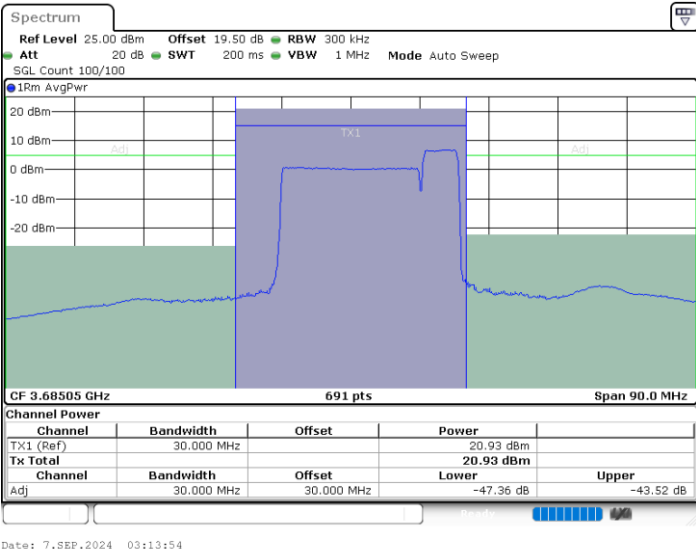 Spectrum
Ref Level 25.00 dBm Offset 19.50 dB RBW 300 kHz
Att 20 dB SWT 200 ms VBW 1 MHz Mode Auto Sweep
SGL Count 100/100
1Rm AvgPwr
20 dBm
TX1
10 dBm
Adj Adj
0 dBm
-10 dBm
-20 dBm
CF 3.68505 GHz 691 pts Span 90.0 MHz
Channel Power
Channel Bandwidth Offset Power
TX1 (Ref) 30.000 MHz 20.93 dBm
Tx Total 20.93 dBm
Channel Bandwidth Offset Lower Upper
Adj 30.000 MHz 30.000 MHz -47.36 dB -43.52 dB
Ready
Date: 7.SEP.2024 03:13:54